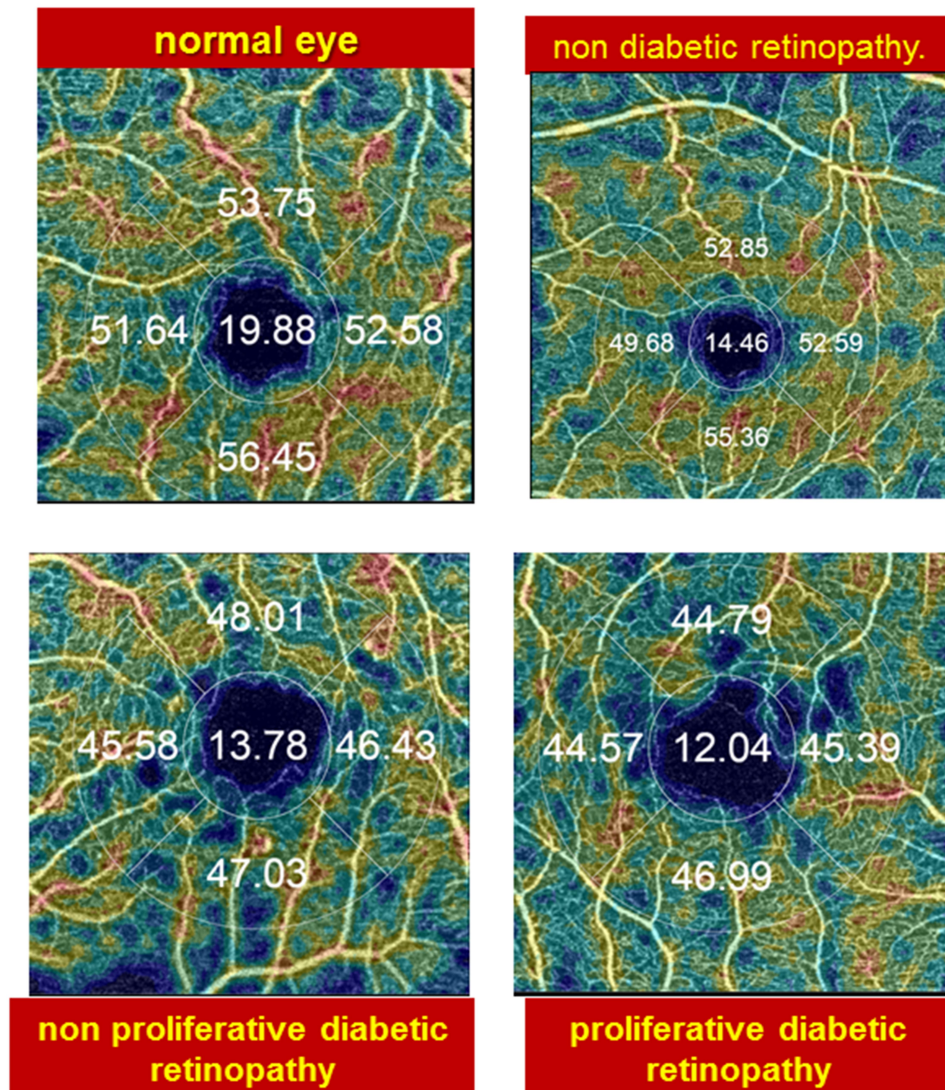 normal eye
non diabetic retinopathy.
53.75
51.64 19.88 52.58
56.45
52.85
49.68 14.46 52.59
55.36
48.01
45.58 13.78 46.43
47.03
44.79
44.57 12.04 45.39
46.99
non proliferative diabetic
retinopathy
proliferative diabetic
retinopathy